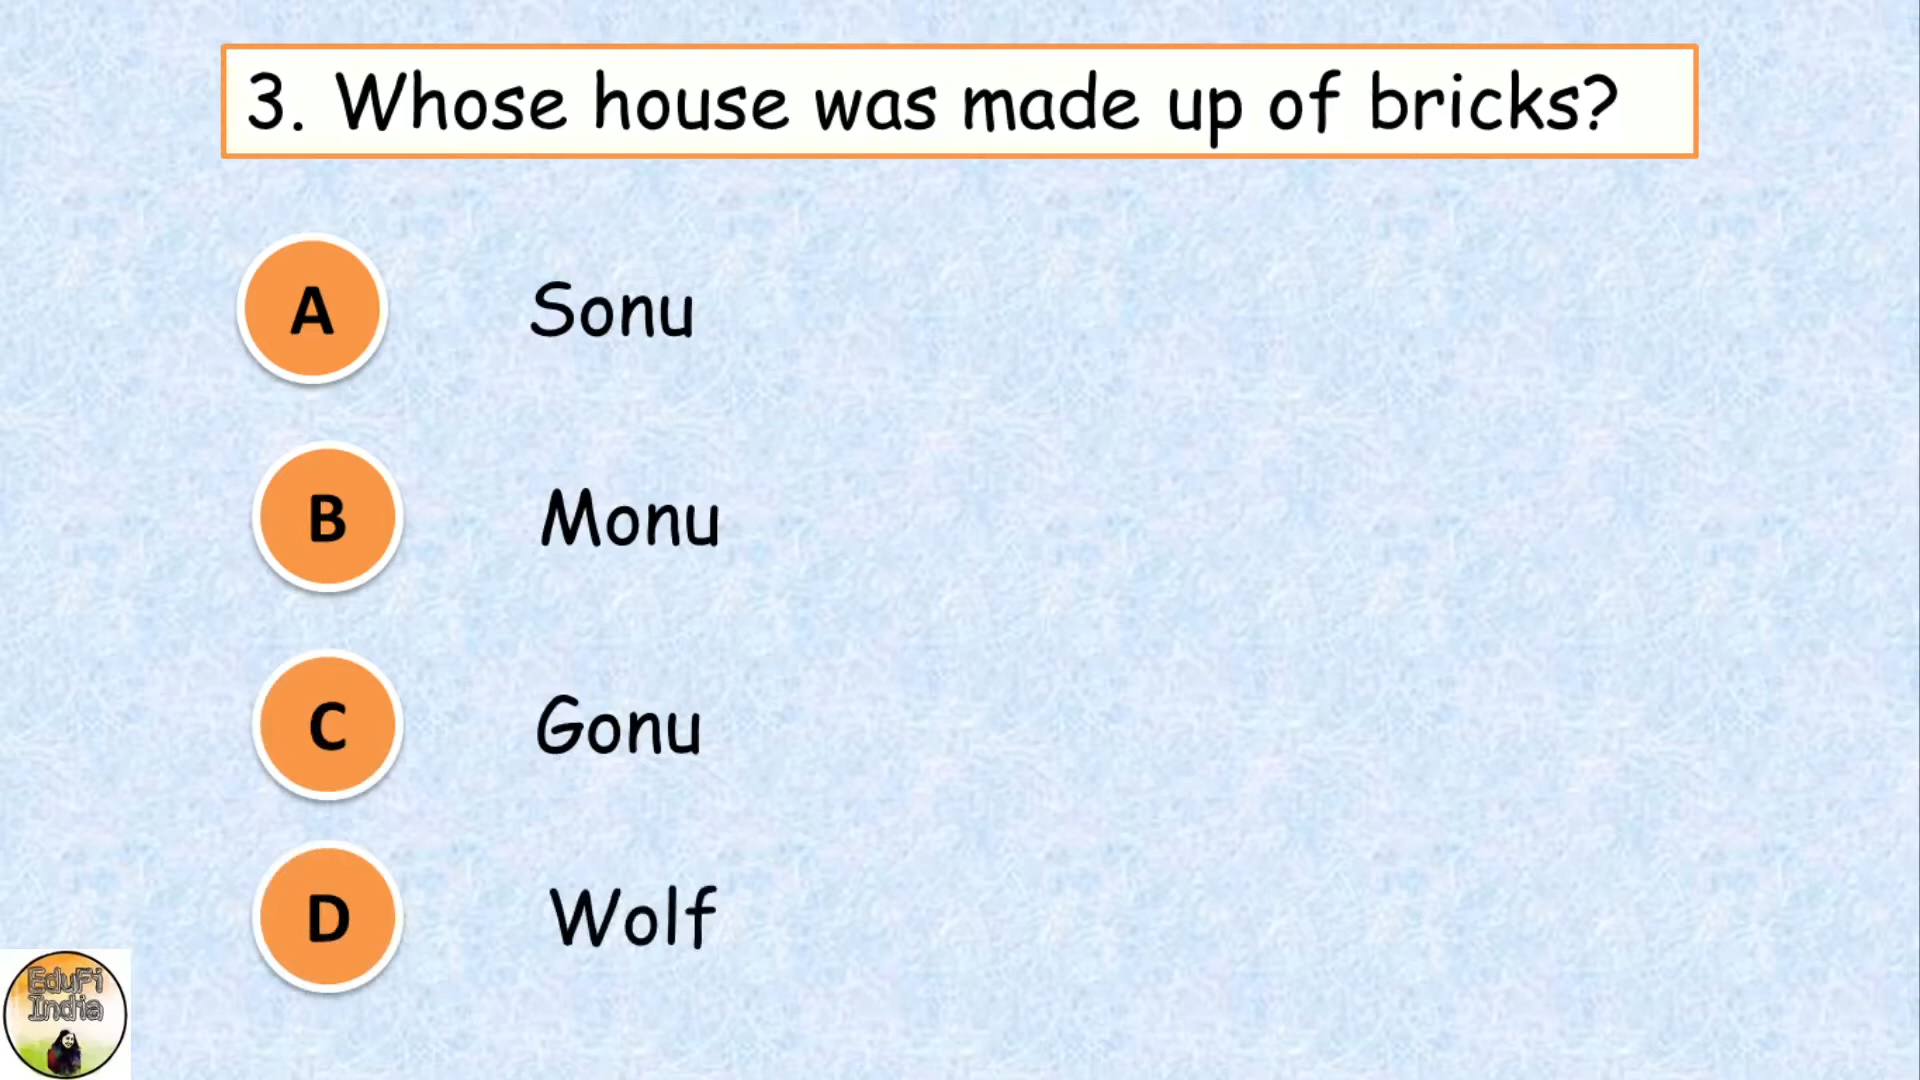 3. Whose house was made up of bricks?
A Sonu
B Monu
C Gonu
D Wolf
EduFi
India